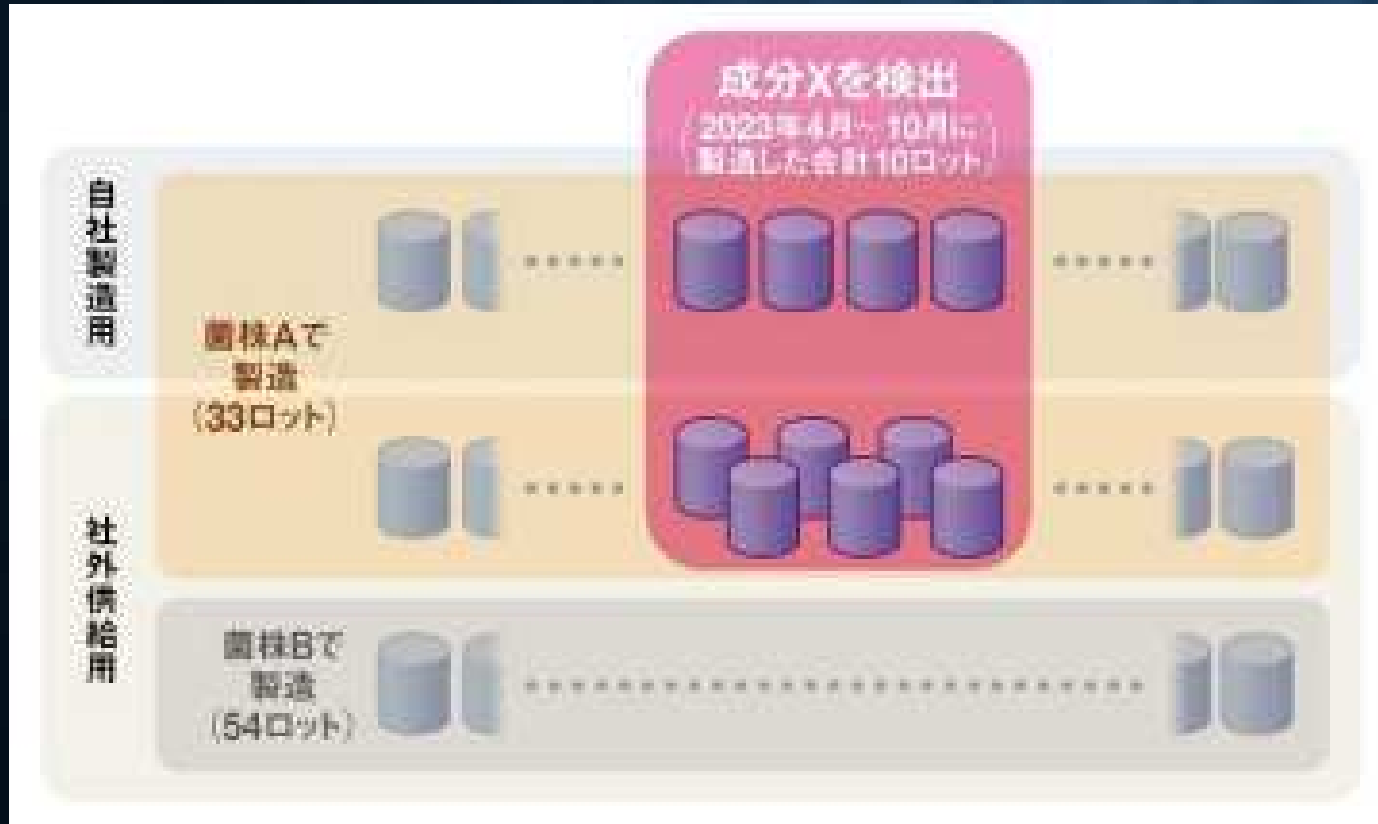 成分Xを検出
(2023年4月～10月に
製造した合計10ロット)
自社製造用
菌株Aで
製造
(33ロット)
社外供給用
菌株Bで
製造
(54ロット)